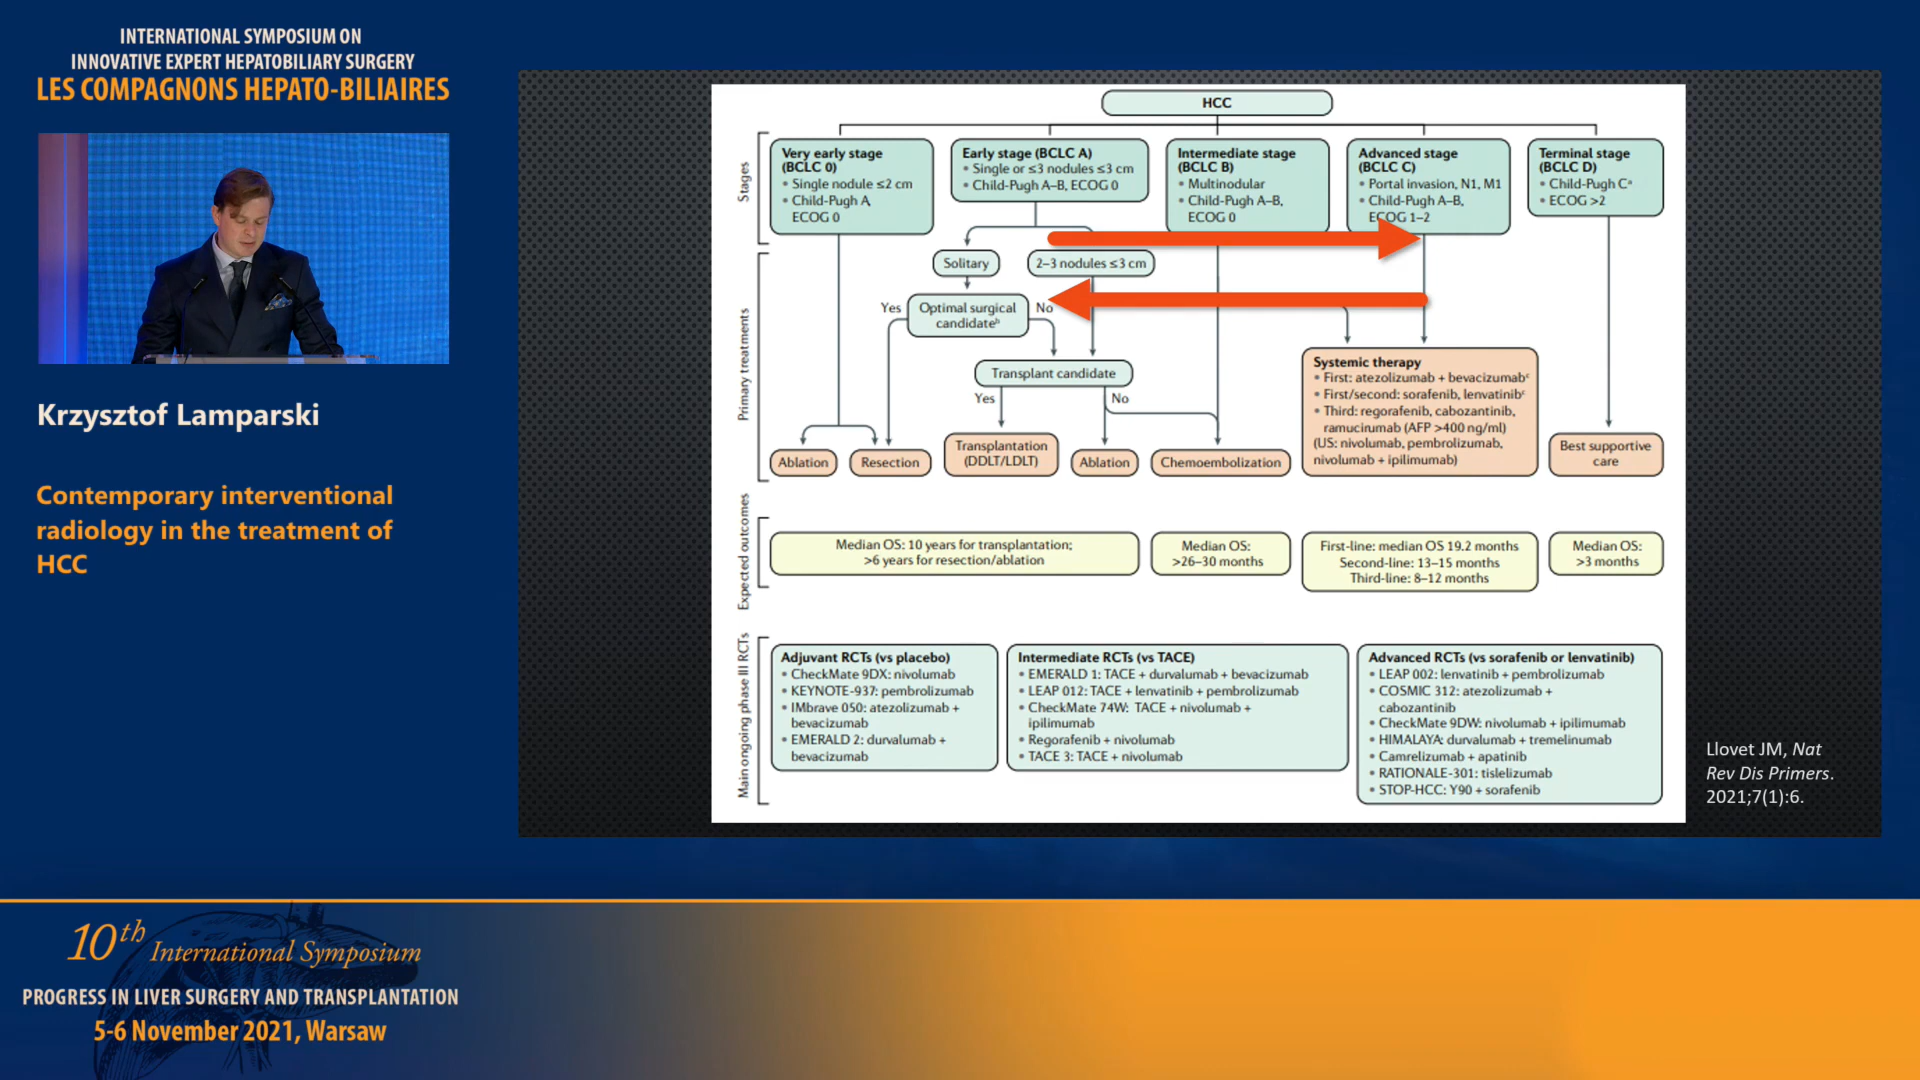 INTERNATIONAL SYMPOSIUM ON
INNOVATIVE EXPERT HEPATOBILIARY SURGERY
LES COMPAGNONS HEPATO-BILIAIRES
Krzysztof Lamparski
Contemporary interventional
radiology in the treatment of
HCC
HCC
Stages
Very early stage
(BCLC 0)
• Single nodule ≤2 cm
• Child-Pugh A,
ECOG 0
Early stage (BCLC A)
• Single or ≤3 nodules ≤3 cm
• Child-Pugh A–B, ECOG 0
Intermediate stage
(BCLC B)
• Multinodular
• Child-Pugh A–B,
ECOG 0
Advanced stage
(BCLC C)
• Portal invasion, N1, M1
• Child-Pugh A–B,
ECOG 1–2
Terminal stage
(BCLC D)
• Child-Pugh Cᵃ
• ECOG >2
Primary treatments
Solitary
2–3 nodules ≤3 cm
Yes
Optimal surgical
candidateᵇ
No
Transplant candidate
Yes
No
Ablation
Resection
Transplantation
(DDLT/LDLT)
Ablation
Chemoembolization
Systemic therapy
• First: atezolizumab + bevacizumabᶜ
• First/second: sorafenib, lenvatinibᶜ
• Third: regorafenib, cabozantinib,
ramucirumab (AFP >400 ng/ml)
(US: nivolumab, pembrolizumab,
nivolumab + ipilimumab)
Best supportive
care
Expected outcomes
Median OS: 10 years for transplantation;
>6 years for resection/ablation
Median OS:
>26–30 months
First-line: median OS 19.2 months
Second-line: 13–15 months
Third-line: 8–12 months
Median OS:
>3 months
Main ongoing phase III RCTs
Adjuvant RCTs (vs placebo)
• CheckMate 9DX: nivolumab
• KEYNOTE-937: pembrolizumab
• IMbrave 050: atezolizumab +
bevacizumab
• EMERALD 2: durvalumab +
bevacizumab
Intermediate RCTs (vs TACE)
• EMERALD 1: TACE + durvalumab + bevacizumab
• LEAP 012: TACE + lenvatinib + pembrolizumab
• CheckMate 74W: TACE + nivolumab +
ipilimumab
• Regorafenib + nivolumab
• TACE 3: TACE + nivolumab
Advanced RCTs (vs sorafenib or lenvatinib)
• LEAP 002: lenvatinib + pembrolizumab
• COSMIC 312: atezolizumab +
cabozantinib
• CheckMate 9DW: nivolumab + ipilimumab
• HIMALAYA: durvalumab + tremelinumab
• Camrelizumab + apatinib
• RATIONALE-301: tislelizumab
• STOP-HCC: Y90 + sorafenib
Llovet JM, Nat
Rev Dis Primers.
2021;7(1):6.
10th International Symposium
PROGRESS IN LIVER SURGERY AND TRANSPLANTATION
5-6 November 2021, Warsaw